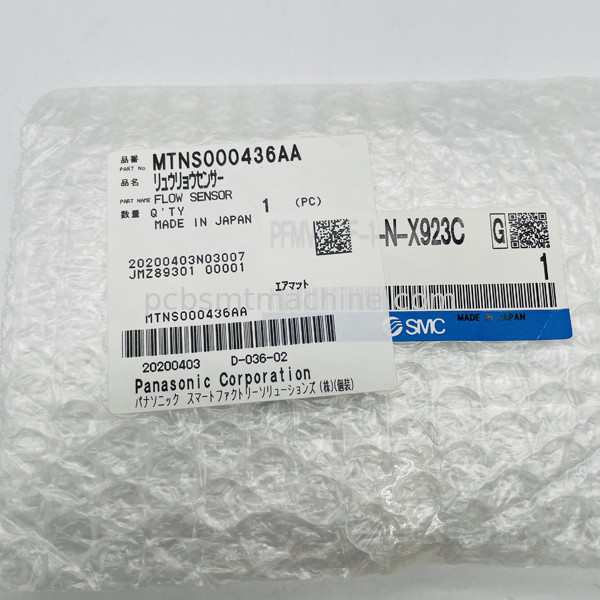 品番 PART No MTNS000436AA
品名 リュウリョウセンサー
PART NAME FLOW SENSOR
数量 Q'TY 1 (PC)
MADE IN JAPAN
20200403N03007
JMZ89301 00001
エアマット
MTNS000436AA
20200403 D-036-02
Panasonic Corporation
パナソニック スマートファクトリーソリューションズ(株)(個装)
-N-X923C G
1
SMC MADE IN JAPAN
pcbsmtmachine.com